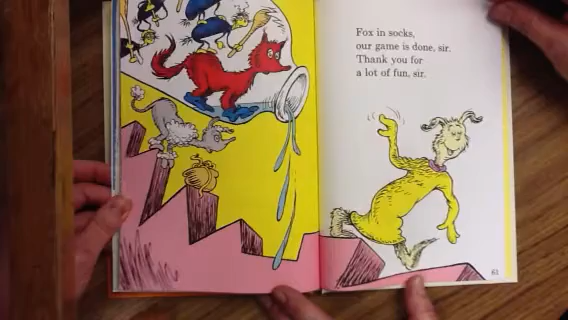 Fox in socks,
our game is done, sir.
Thank you for
a lot of fun, sir.
61